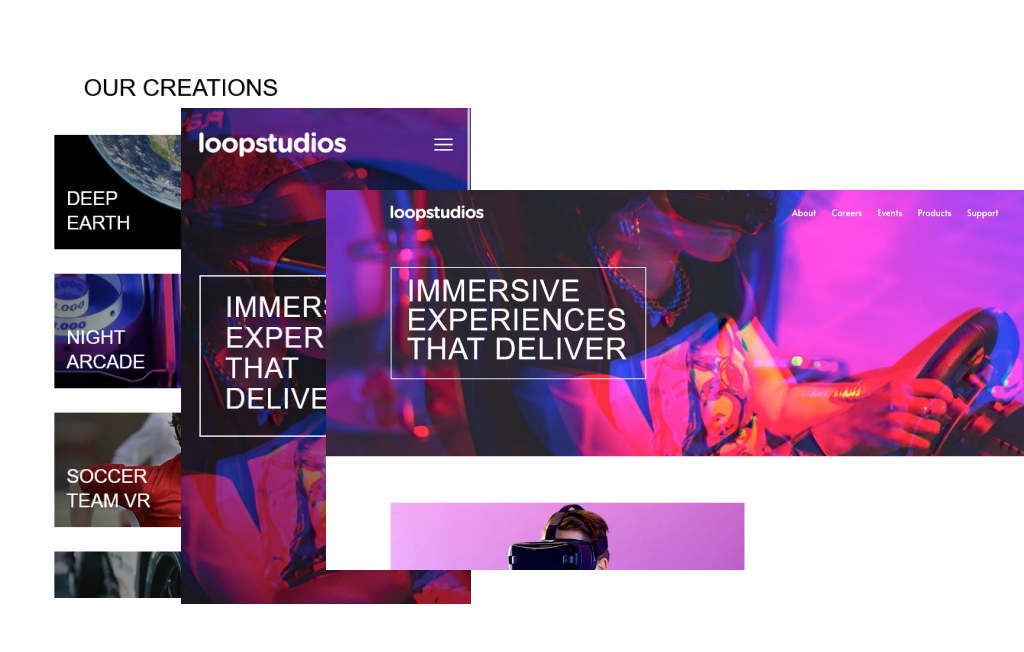 OUR CREATIONS
DEEP
EARTH
NIGHT
ARCADE
SOCCER
TEAM VR
loopstudios
IMMERS
EXPER
THAT
DELIVE
loopstudios
About Careers Events Products Support
IMMERSIVE
EXPERIENCES
THAT DELIVER